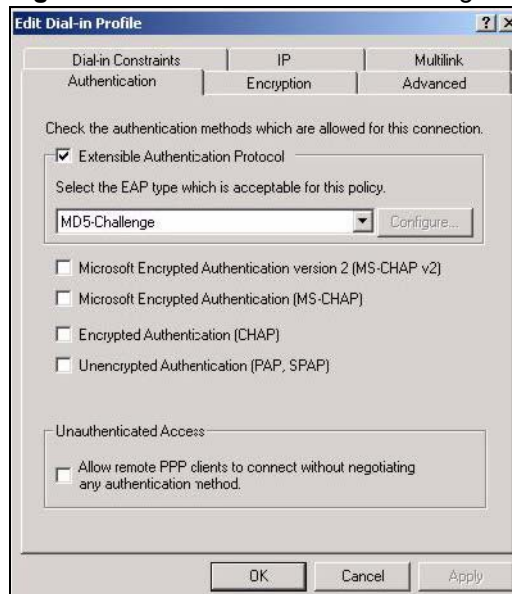 Edit Dial-in Profile
Dial-in Constraints IP Multilink
Authentication Encryption Advanced
Check the authentication methods which are allowed for this connection.
Extensible Authentication Protocol
Select the EAP type which is acceptable for this policy.
MD5-Challenge Configure...
Microsoft Encrypted Authentication version 2 (MS-CHAP v2)
Microsoft Encrypted Authentication (MS-CHAP)
Encrypted Authentication (CHAP)
Unencrypted Authentication (PAP, SPAP)
Unauthenticated Access
Allow remote PPP clients to connect without negotiating
any authentication method.
OK Cancel Apply